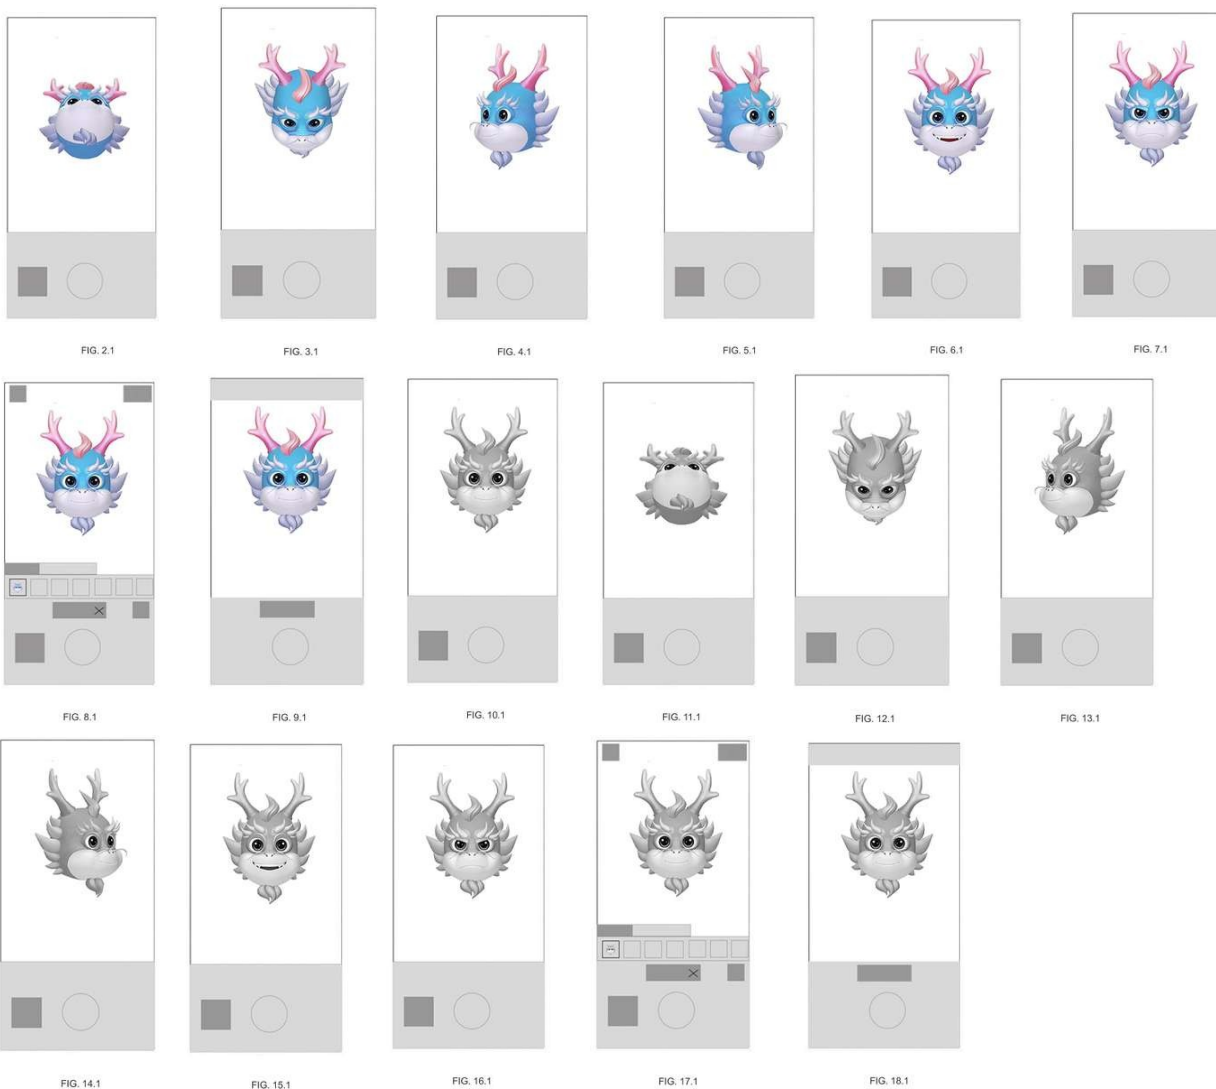 FIG. 2.1
FIG. 3.1
FIG. 4.1
FIG. 5.1
FIG. 6.1
FIG. 7.1
FIG. 8.1
FIG. 9.1
FIG. 10.1
FIG. 11.1
FIG. 12.1
FIG. 13.1
FIG. 14.1
FIG. 15.1
FIG. 16.1
FIG. 17.1
FIG. 18.1